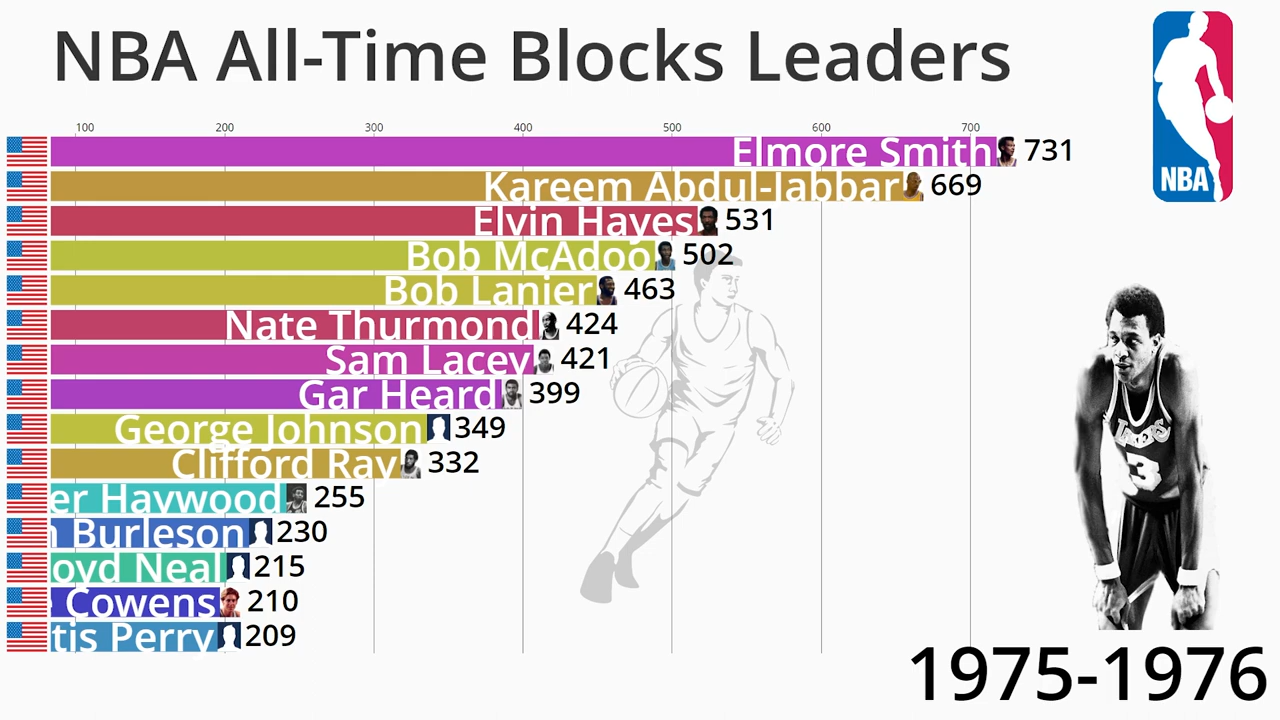 NBA All-Time Blocks Leaders
100 200 300 400 500 600 700
Elmore Smith 731
Kareem Abdul-Jabbar 669
Elvin Hayes 531
Bob McAdoo 502
Bob Lanier 463
Nate Thurmond 424
Sam Lacey 421
Gar Heard 399
George Johnson 349
Clifford Ray 332
er Haywood 255
n Burleson 230
oyd Neal 215
e Cowens 210
tis Perry 209
NBA
LAKERS
3
1975-1976